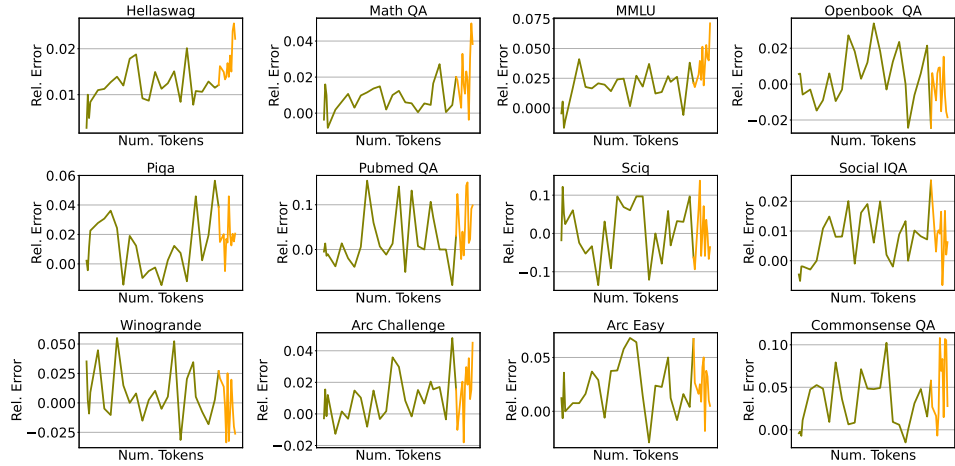 Hellaswag
Math QA
MMLU
Openbook  QA
Rel. Error
0.02
0.01
Num. Tokens
Rel. Error
0.04
0.02
0.00
Num. Tokens
Rel. Error
0.075
0.050
0.025
0.000
Num. Tokens
Rel. Error
0.02
0.00
−0.02
Num. Tokens
Piqa
Pubmed QA
Sciq
Social IQA
Rel. Error
0.06
0.04
0.02
0.00
Num. Tokens
Rel. Error
0.1
0.0
Num. Tokens
Rel. Error
0.1
0.0
−0.1
Num. Tokens
Rel. Error
0.02
0.01
0.00
Num. Tokens
Winogrande
Arc Challenge
Arc Easy
Commonsense QA
Rel. Error
0.050
0.025
0.000
−0.025
Num. Tokens
Rel. Error
0.04
0.02
0.00
−0.02
Num. Tokens
Rel. Error
0.05
0.00
Num. Tokens
Rel. Error
0.10
0.05
0.00
Num. Tokens